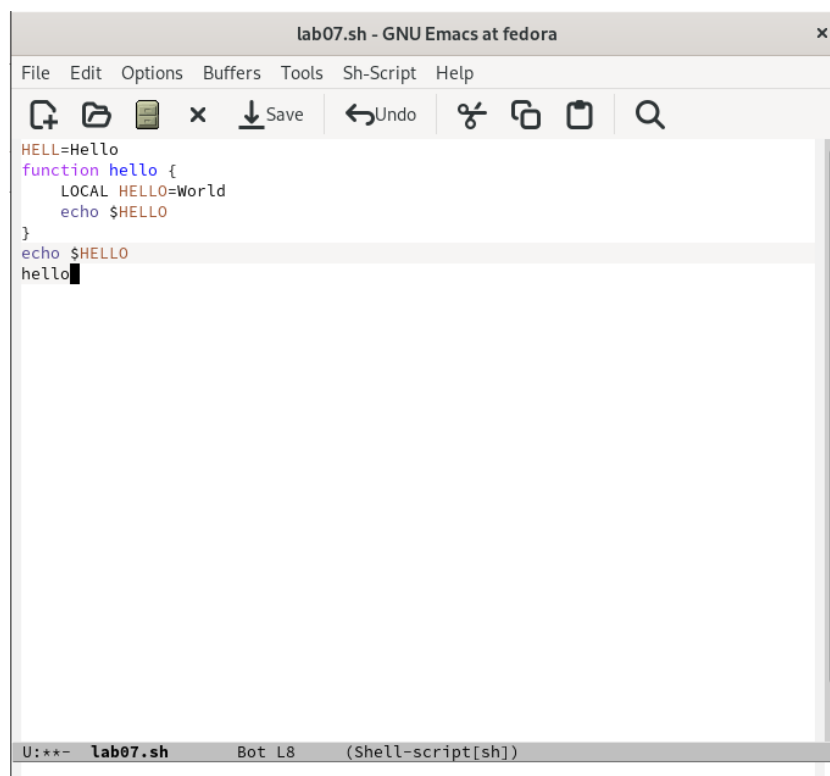 lab07.sh - GNU Emacs at fedora
File Edit Options Buffers Tools Sh-Script Help
Save Undo
HELL=Hello
function hello {
    LOCAL HELLO=World
    echo $HELLO
}
echo $HELLO
hello
U:**- lab07.sh Bot L8 (Shell-script[sh])